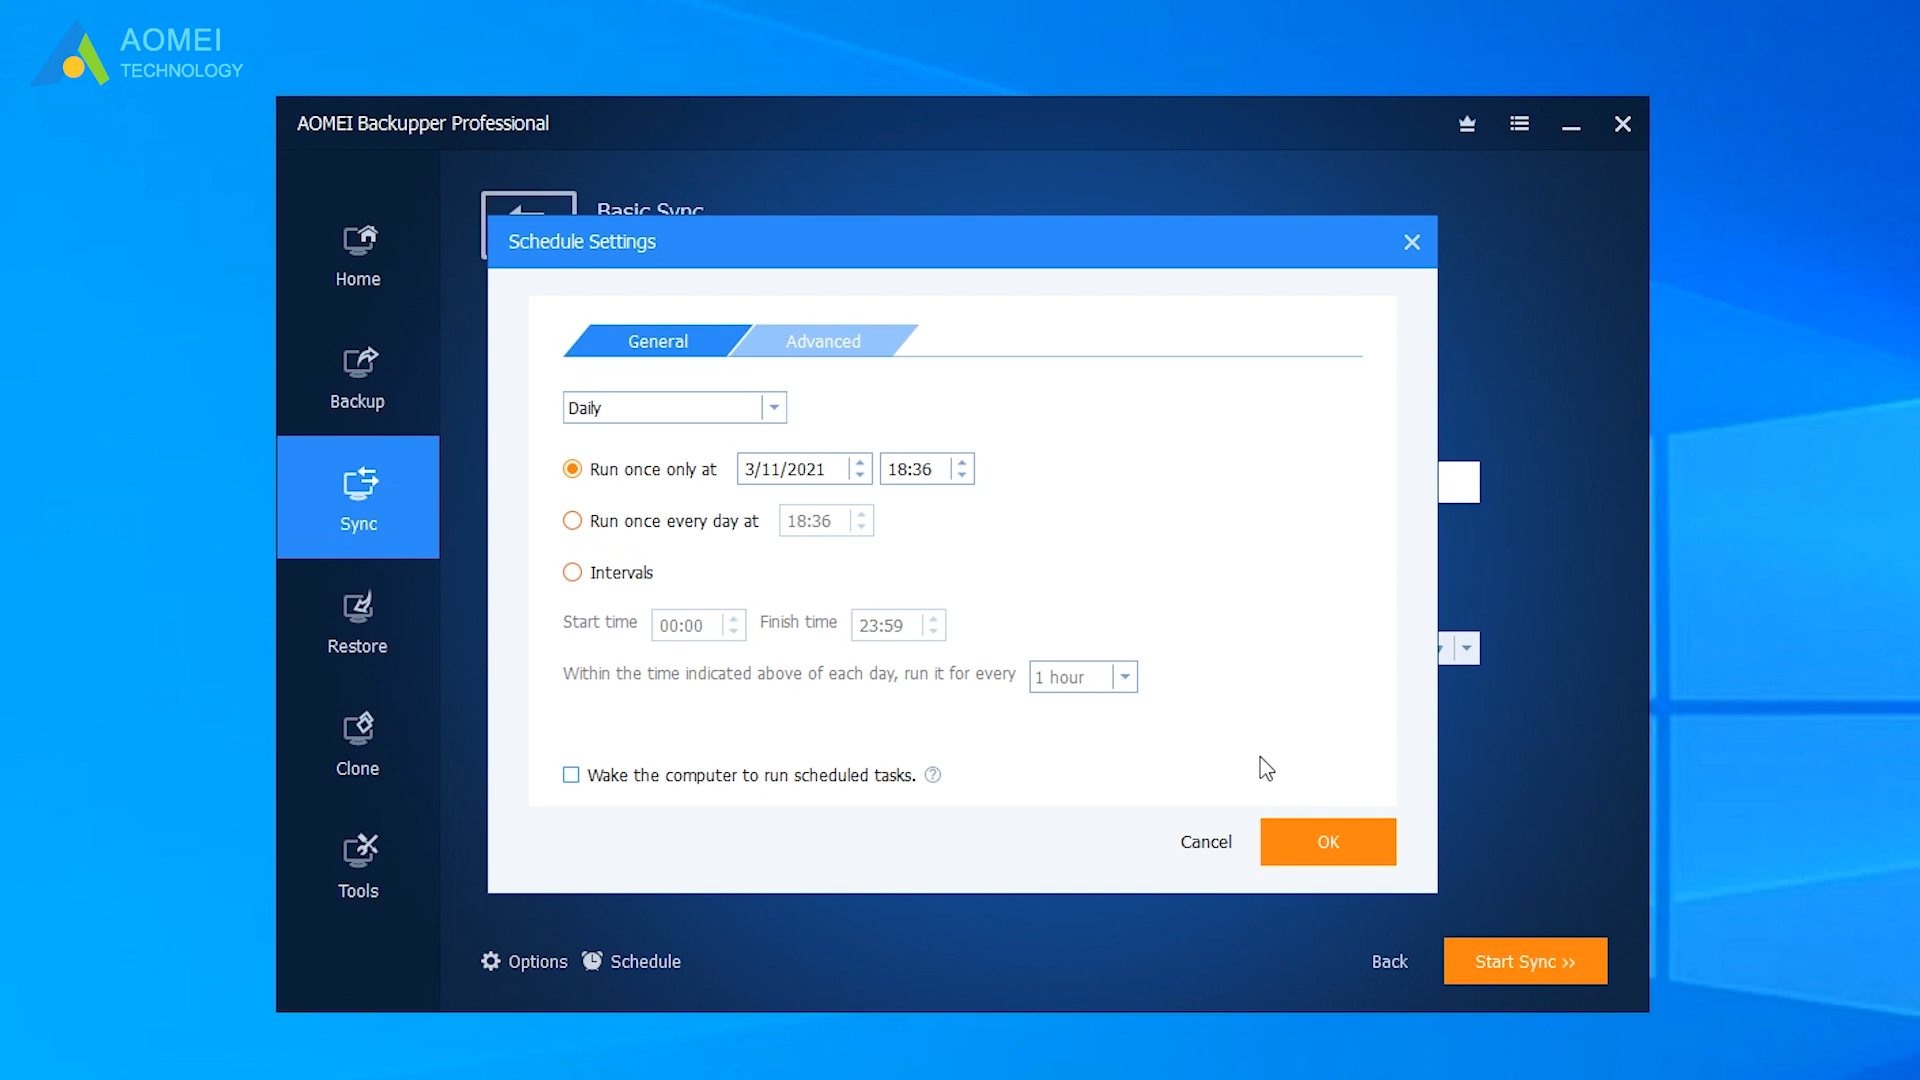 AOMEI
TECHNOLOGY
AOMEI Backupper Professional
Home
Backup
Sync
Restore
Clone
Tools
Basic Sync
Schedule Settings
General
Advanced
Daily
Run once only at 3/11/2021 18:36
Run once every day at 18:36
Intervals
Start time 00:00 Finish time 23:59
Within the time indicated above of each day, run it for every 1 hour
Wake the computer to run scheduled tasks. ?
Cancel
OK
Options
Schedule
Back
Start Sync >>